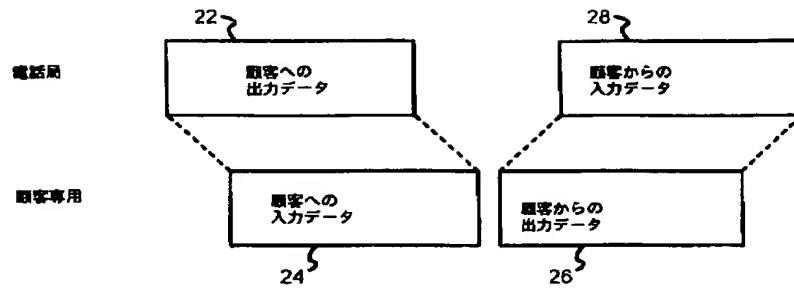 22
28
電話局
顧客への
出力データ
顧客からの
入力データ
顧客専用
顧客への
入力データ
顧客からの
出力データ
24
26